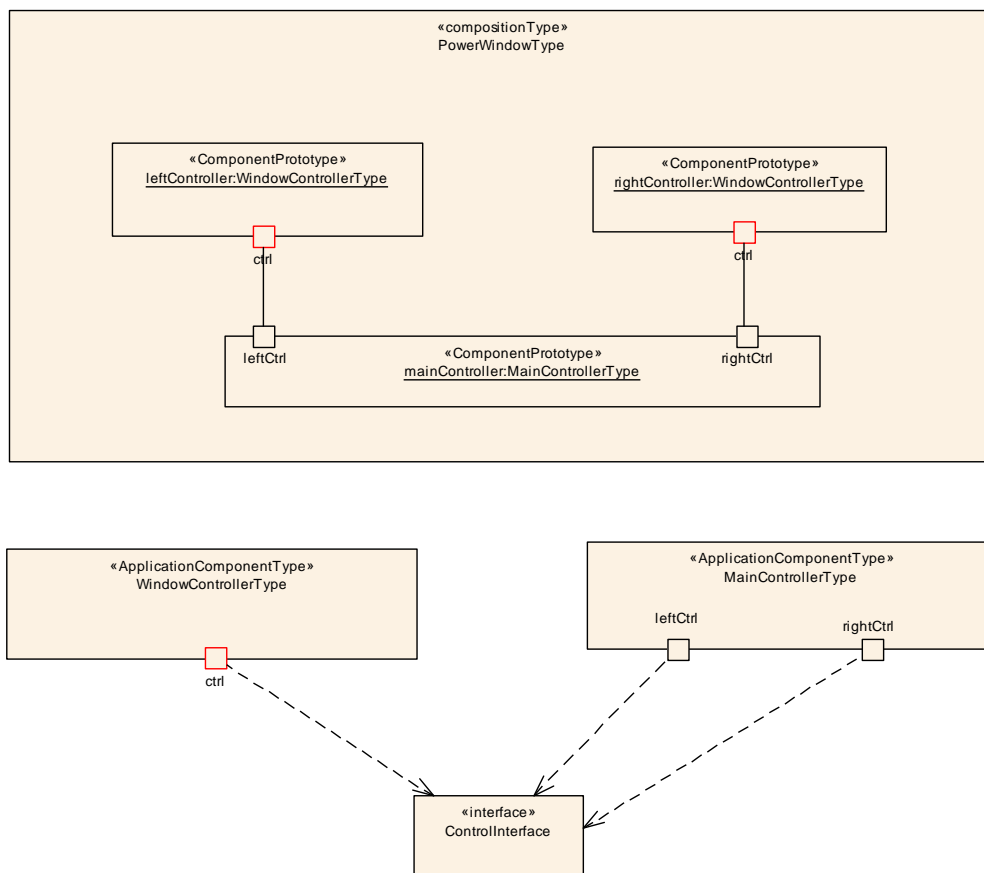 «compositionType»
PowerWindowType
«ComponentPrototype»
leftController:WindowControllerType
«ComponentPrototype»
rightController:WindowControllerType
ctrl
ctrl
leftCtrl
«ComponentPrototype»
mainController:MainControllerType
rightCtrl
«ApplicationComponentType»
WindowControllerType
«ApplicationComponentType»
MainControllerType
leftCtrl
rightCtrl
ctrl
«interface»
ControlInterface